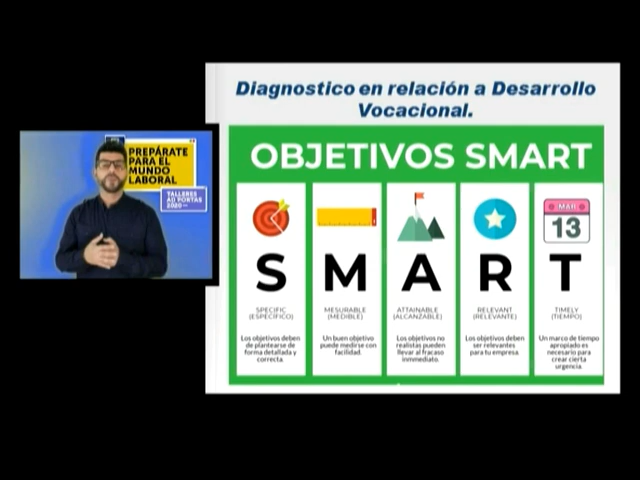 Diagnostico en relación a Desarrollo
Vocacional.
PREPÁRATE
PARA EL
MUNDO
LABORAL
TALLERES
AD PORTAS
2020
OBJETIVOS SMART
MAR
13
S M A R T
SPECIFIC
(ESPECÍFICO)
Los objetivos deben
de plantearse de
forma detallada y
correcta.
MESURABLE
(MEDIBLE)
Un buen objetivo
puede medirse con
facilidad.
ATTAINABLE
(ALCANZABLE)
Los objetivos no
realistas pueden
llevar al fracaso
inmmediato.
RELEVANT
(RELEVANTE)
Los objetivos deben
ser relevantes
para tu empresa.
TIMELY
(TIEMPO)
Un marco de tiempo
apropiado es
necesario para
crear cierta
urgencia.